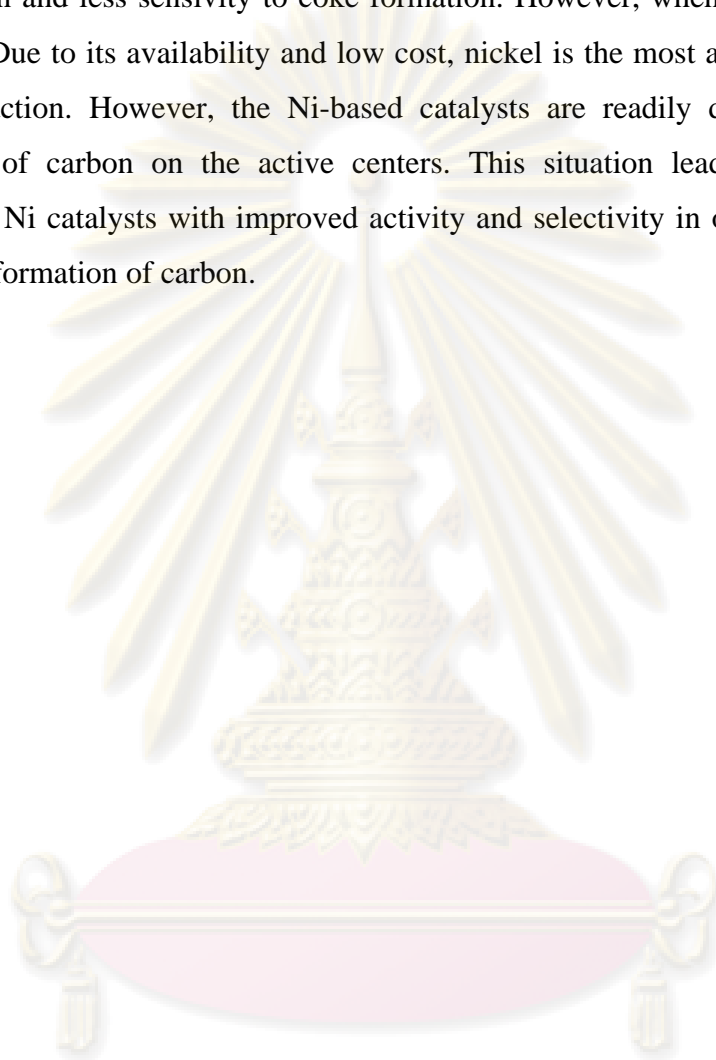 and less sensivity to coke formation. However, when
Due to its availability and low cost, nickel is the most
However, the Ni-based catalysts are readily
of carbon on the active centers. This situation
Ni catalysts with improved activity and selectivity in
formation of carbon.